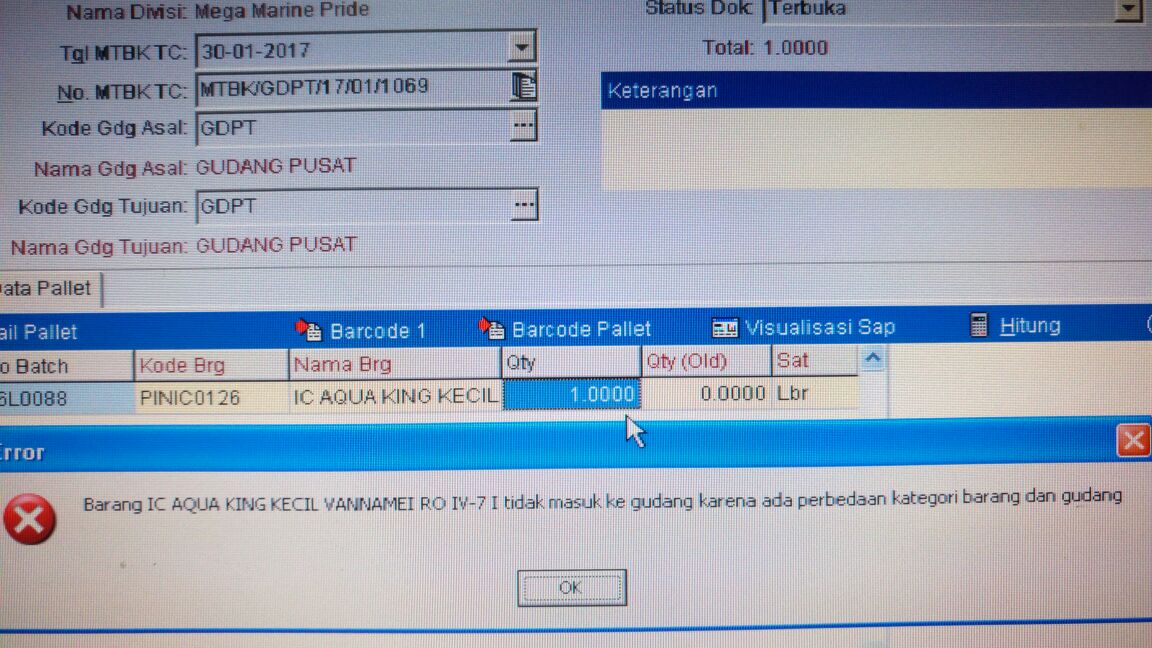 Nama Divisi: Mega Marine Pride
Status Dok: Terbuka
Tgl MTBK TC: 30-01-2017
Total: 1.0000
No. MTBK TC: MTBK/GDPT/17/01/1069
Keterangan
Kode Gdg Asal: GDPT
Nama Gdg Asal: GUDANG PUSAT
Kode Gdg Tujuan: GDPT
Nama Gdg Tujuan: GUDANG PUSAT
ata Pallet
ail Pallet Barcode 1 Barcode Pallet Visualisasi Sap Hitung
o Batch Kode Brg Nama Brg Qty Qty (Old) Sat
6L0088 PINIC0126 IC AQUA KING KECIL 1.0000 0.0000 Lbr
Error
Barang IC AQUA KING KECIL VANNAMEI RO IV-7 I tidak masuk ke gudang karena ada perbedaan kategori barang dan gudang
OK